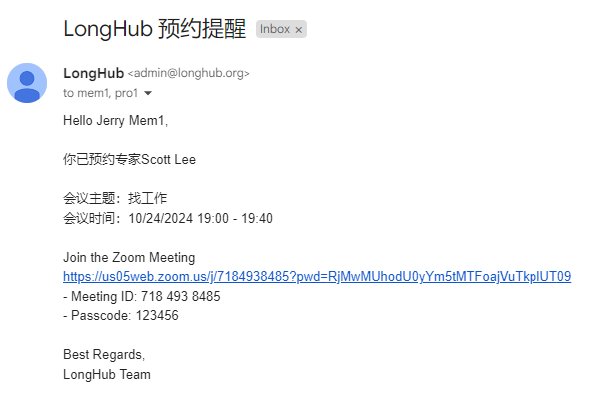 LongHub 预约提醒 Inbox ×
LongHub <admin@longhub.org>
to mem1, pro1
Hello Jerry Mem1,
你已预约专家Scott Lee
会议主题：找工作
会议时间：10/24/2024 19:00 - 19:40
Join the Zoom Meeting
https://us05web.zoom.us/j/7184938485?pwd=RjMwMUhodU0yYm5tMTFoajVuTkplUT09
- Meeting ID: 718 493 8485
- Passcode: 123456
Best Regards,
LongHub Team